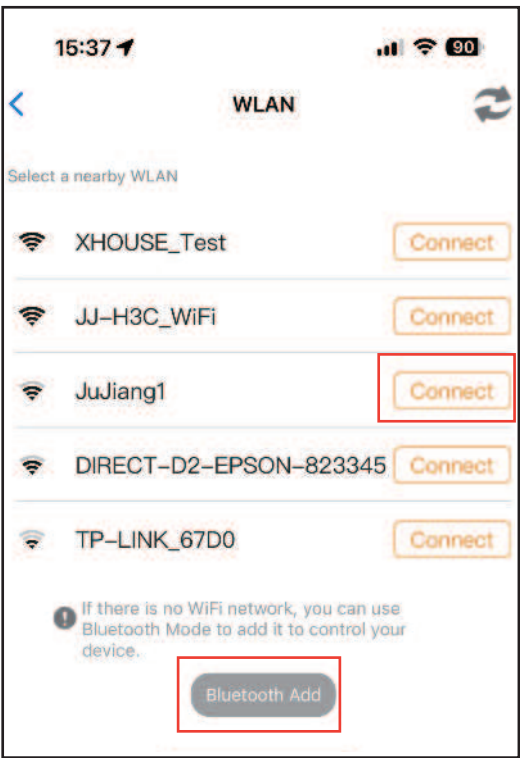 15:37 90
WLAN
Select a nearby WLAN
XHOUSE_Test Connect
JJ-H3C_WiFi Connect
JuJiang1 Connect
DIRECT-D2-EPSON-823345 Connect
TP-LINK_67D0 Connect
If there is no WiFi network, you can use
Bluetooth Mode to add it to control your
device.
Bluetooth Add